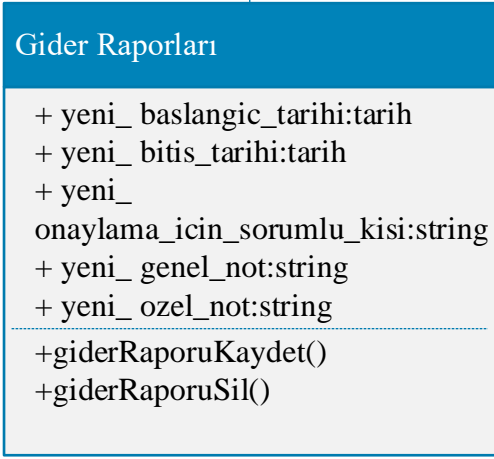 Gider Raporları
+ yeni_ baslangic_tarihi:tarih
+ yeni_ bitis_tarihi:tarih
+ yeni_
onaylama_icin_sorumlu_kisi:string
+ yeni_ genel_not:string
+ yeni_ ozel_not:string
+giderRaporuKaydet()
+giderRaporuSil()